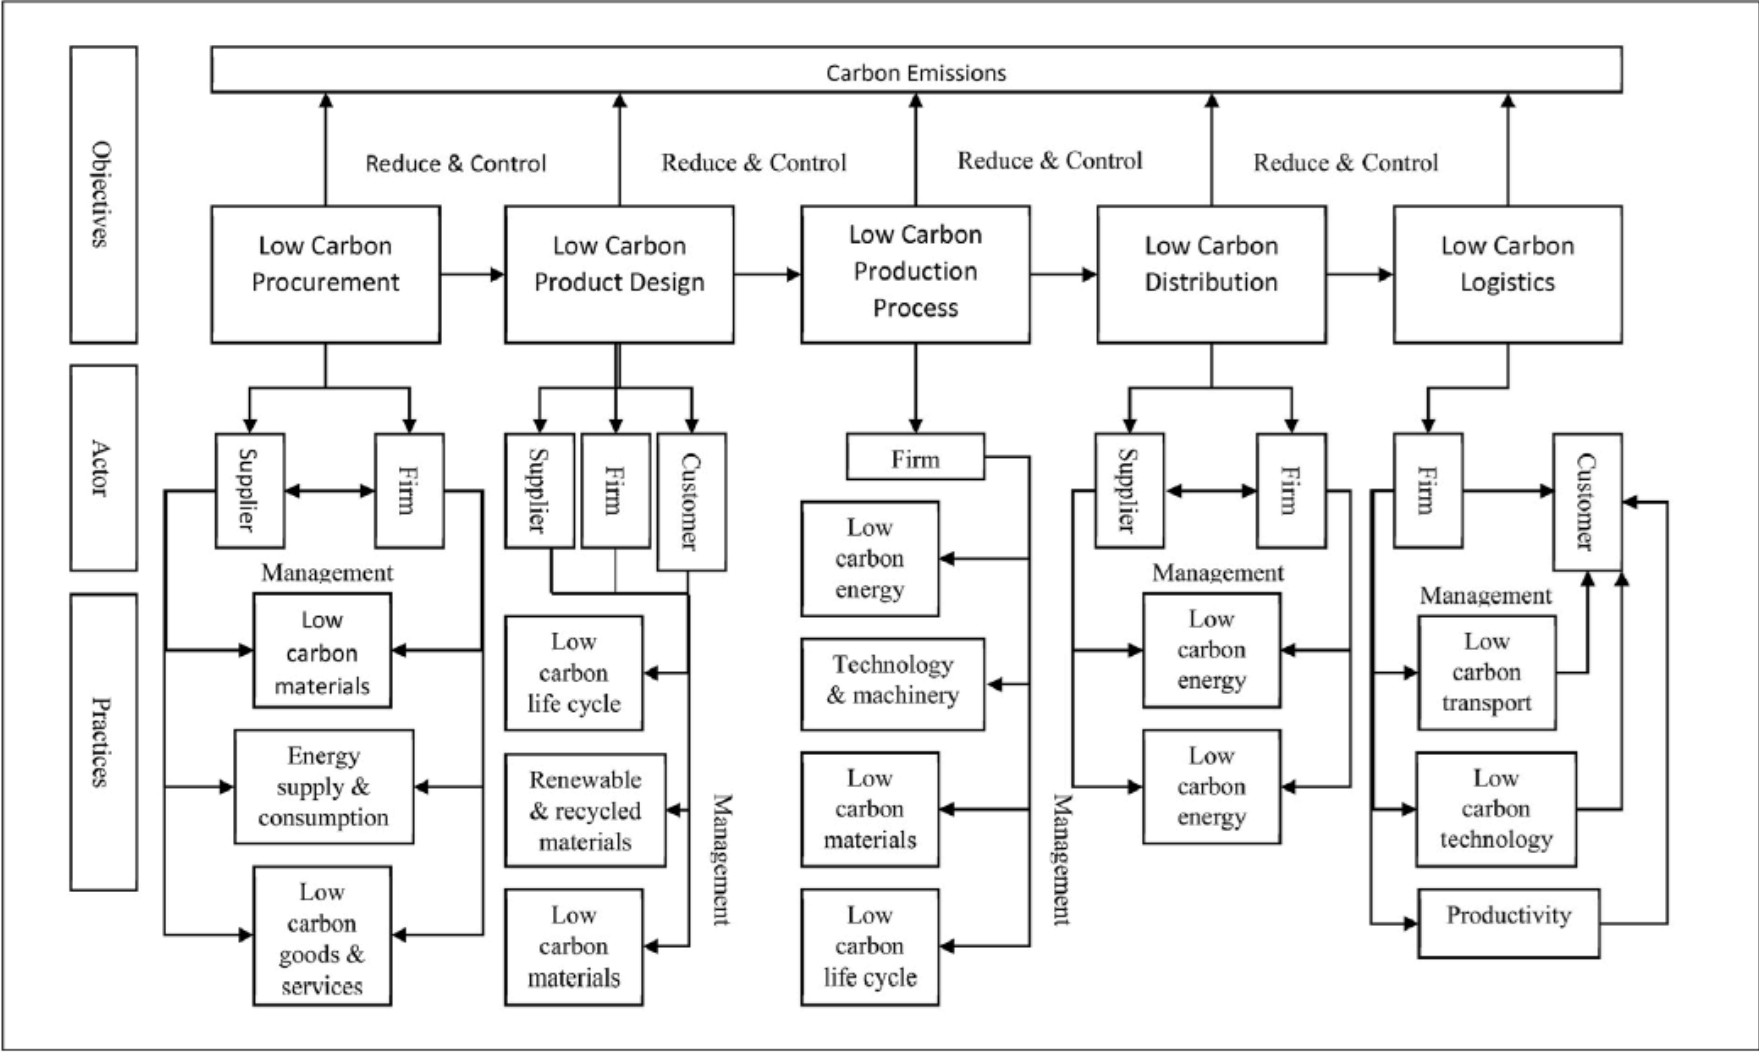 Carbon Emissions
Objectives
Reduce & Control
Reduce & Control
Reduce & Control
Reduce & Control
Low Carbon
Procurement
Low Carbon
Product Design
Low Carbon
Production
Process
Low Carbon
Distribution
Low Carbon
Logistics
Actor
Supplier
Firm
Supplier
Firm
Customer
Firm
Supplier
Firm
Firm
Customer
Practices
Management
Low
carbon
materials
Energy
supply &
consumption
Low
carbon
goods &
services
Low
carbon
life cycle
Renewable
& recycled
materials
Low
carbon
materials
Management
Low
carbon
energy
Technology
& machinery
Low
carbon
materials
Low
carbon
life cycle
Management
Management
Low
carbon
energy
Low
carbon
energy
Management
Low
carbon
transport
Low
carbon
technology
Productivity